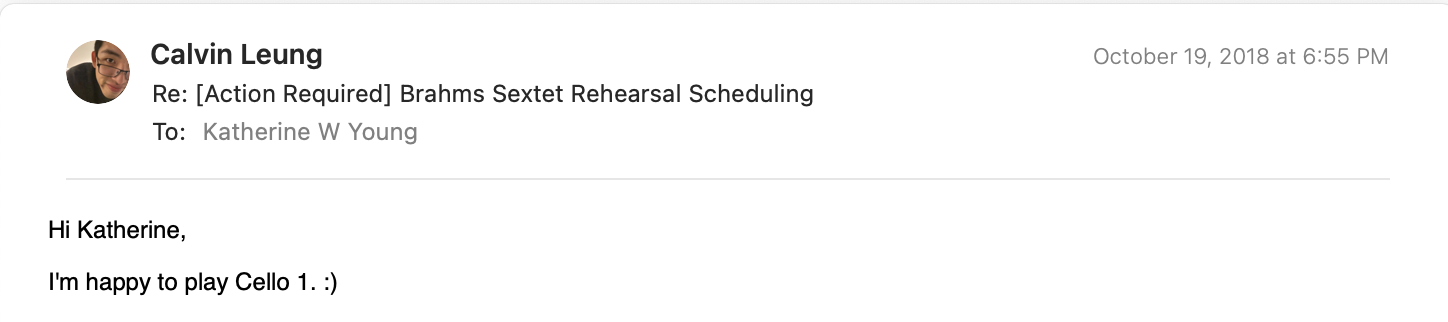 Calvin Leung
October 19, 2018 at 6:55 PM
Re: [Action Required] Brahms Sextet Rehearsal Scheduling
To: Katherine W Young
Hi Katherine,
I'm happy to play Cello 1. :)